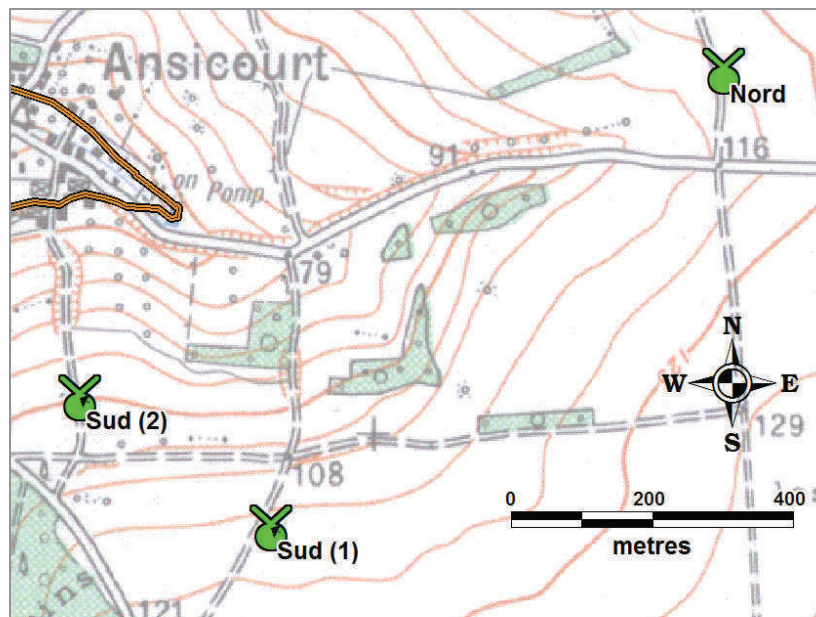 Ansicourt
Nord
91
116
on Pomp.
79
N
W E
S
Sud (2)
129
108
0 200 400
metres
Sud (1)
121